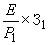 E/P₁ × 3₁